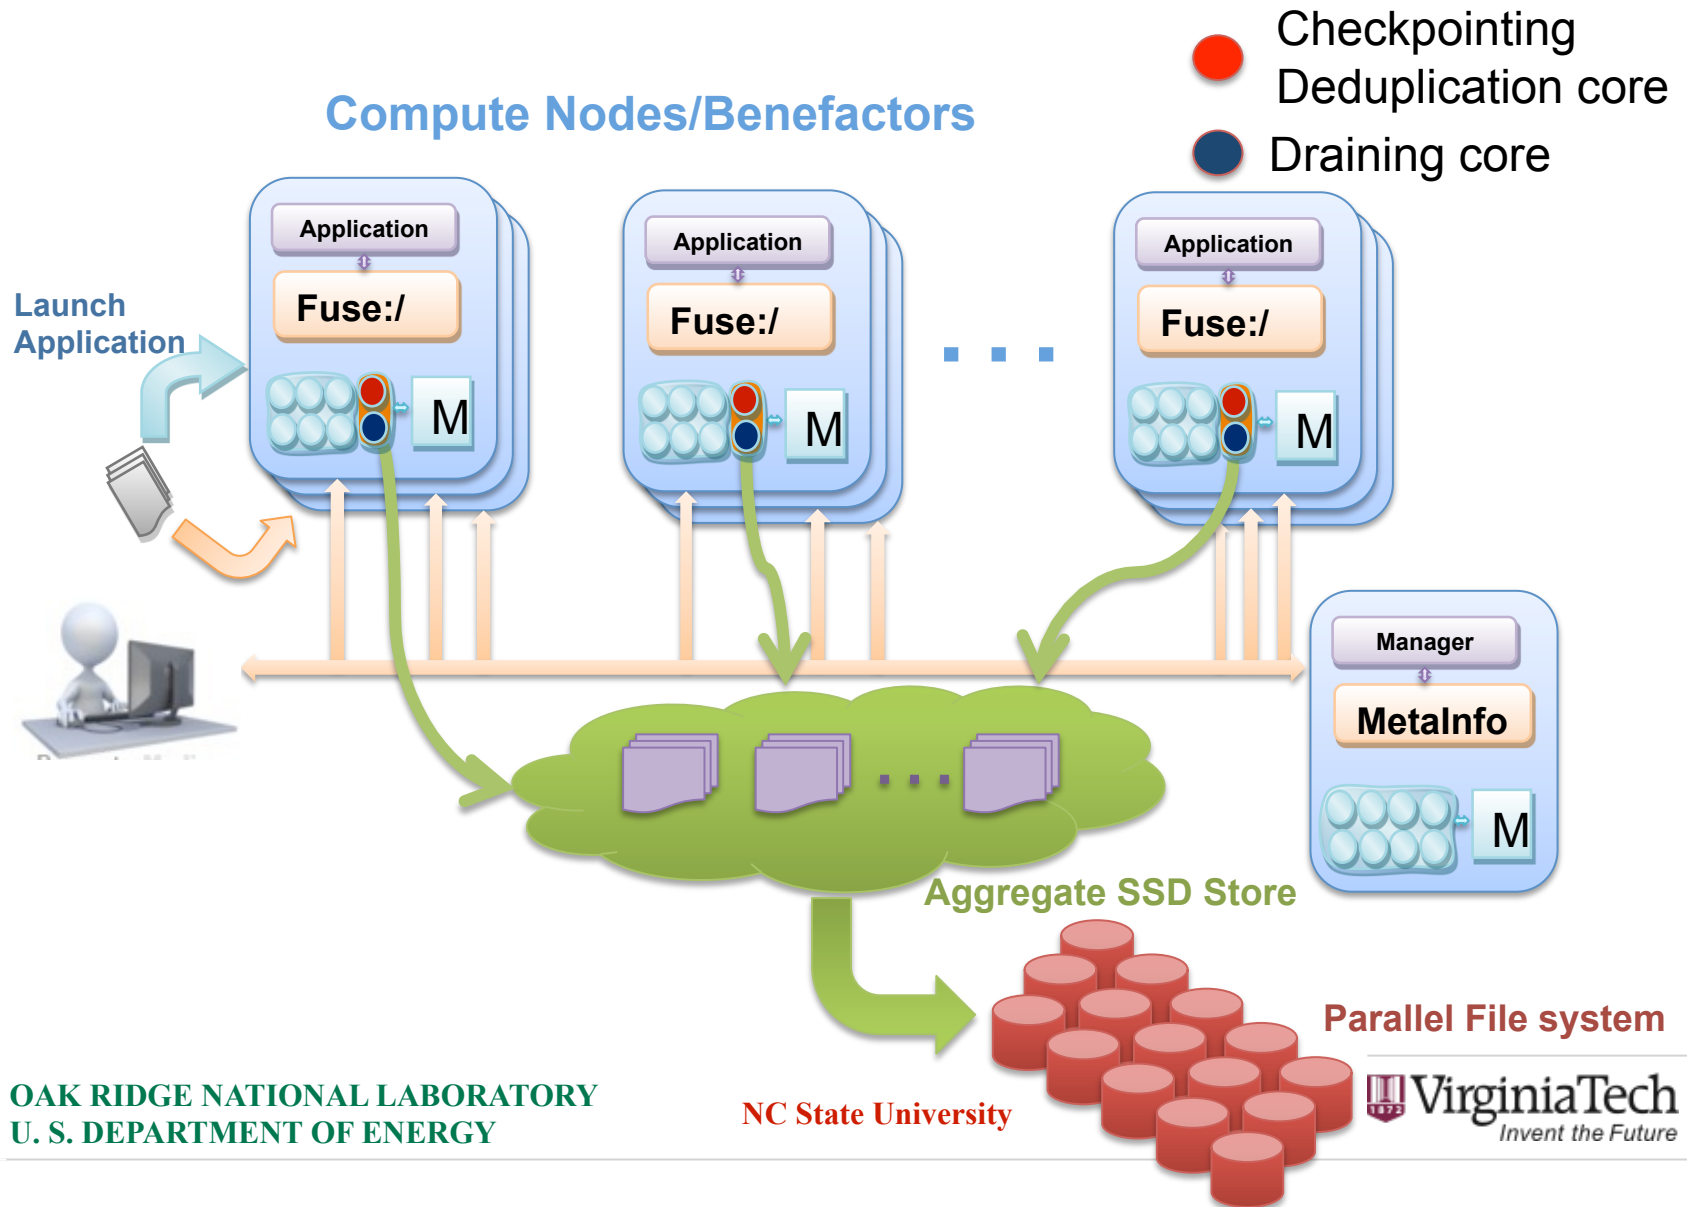 Checkpointing
Deduplication core
Draining core
Compute Nodes/Benefactors
Application
Fuse:/
M
Application
Fuse:/
M
. . .
Application
Fuse:/
M
Launch
Application
Manager
MetaInfo
M
. . .
Aggregate SSD Store
Parallel File system
OAK RIDGE NATIONAL LABORATORY
U. S. DEPARTMENT OF ENERGY
NC State University
1872
VirginiaTech
Invent the Future